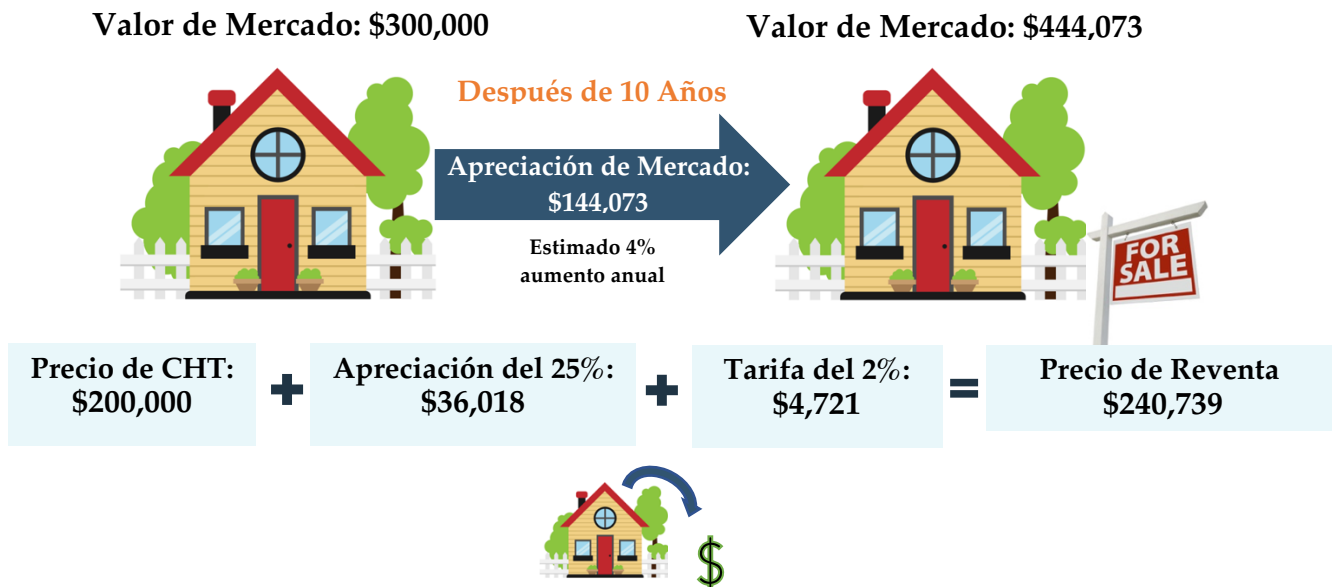 Valor de Mercado: $300,000
Valor de Mercado: $444,073
Después de 10 Años
Apreciación de Mercado:
$144,073
Estimado 4%
aumento anual
FOR
SALE
Precio de CHT:
$200,000
+
Apreciación del 25%:
$36,018
+
Tarifa del 2%:
$4,721
=
Precio de Reventa
$240,739
$